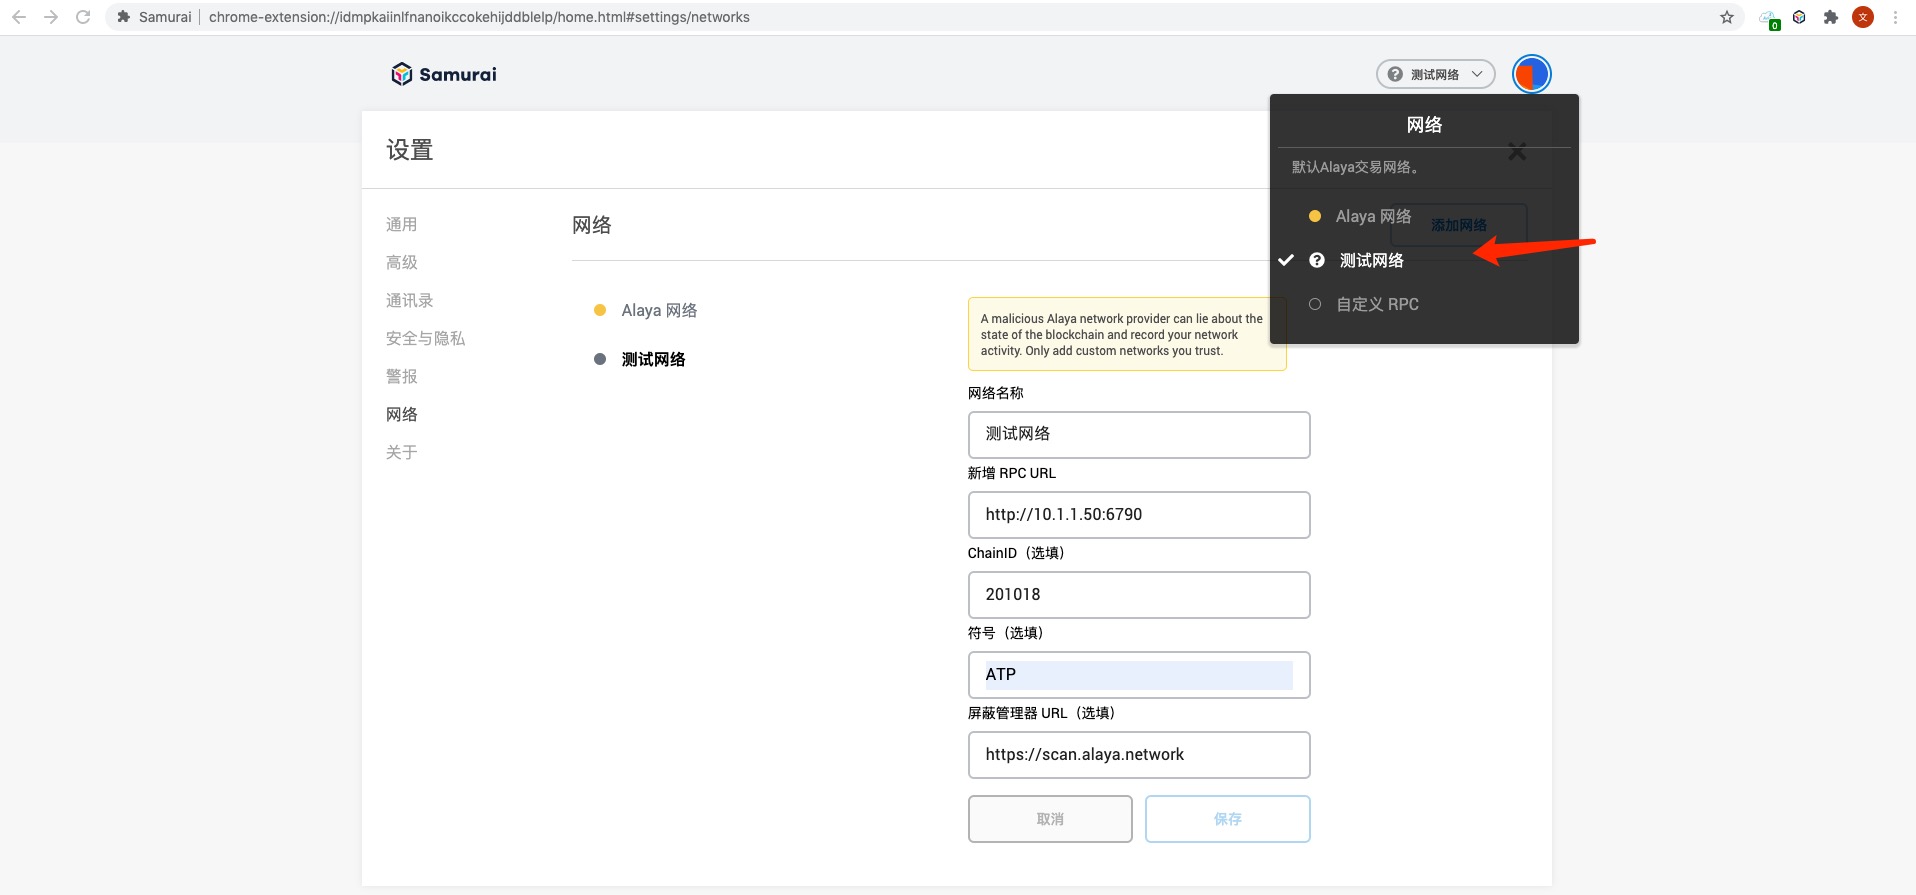 Samurai
chrome-extension://idmpkaiinlfnanoikccokehijddblelp/home.html#settings/networks
0
文
Samurai
测试网络
网络
默认Alaya交易网络。
Alaya 网络
测试网络
自定义 RPC
设置
通用
高级
通讯录
安全与隐私
警报
网络
关于
网络
添加网络
Alaya 网络
测试网络
A malicious Alaya network provider can lie about the
state of the blockchain and record your network
activity. Only add custom networks you trust.
网络名称
测试网络
新增 RPC URL
http://10.1.1.50:6790
ChainID（选填）
201018
符号（选填）
ATP
屏蔽管理器 URL（选填）
https://scan.alaya.network
取消
保存